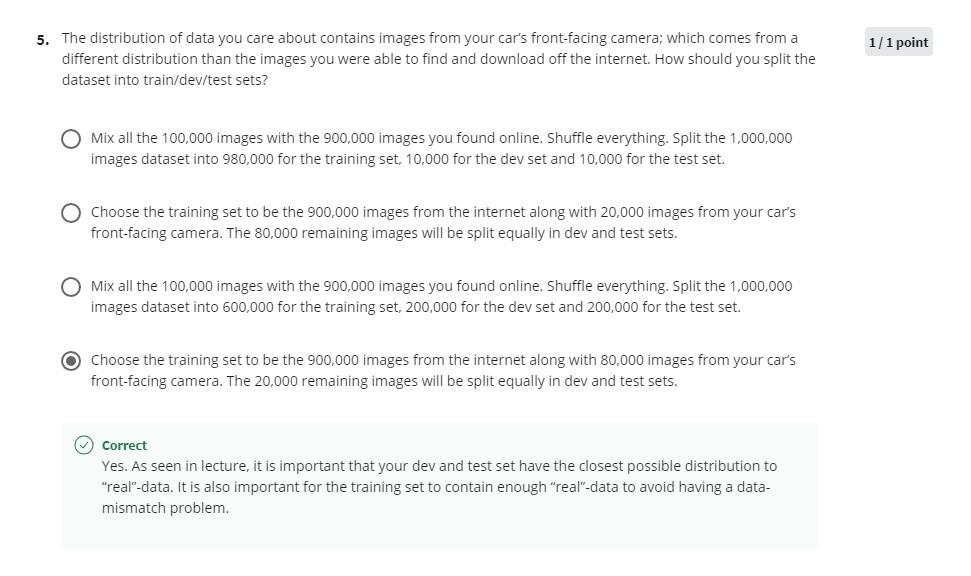 5. The distribution of data you care about contains images from your car's front-facing camera; which comes from a
1 / 1 point
different distribution than the images you were able to find and download off the internet. How should you split the
dataset into train/dev/test sets?
Mix all the 100,000 images with the 900,000 images you found online. Shuffle everything. Split the 1,000,000
images dataset into 980,000 for the training set, 10,000 for the dev set and 10,000 for the test set.
Choose the training set to be the 900,000 images from the internet along with 20,000 images from your car's
front-facing camera. The 80,000 remaining images will be split equally in dev and test sets.
Mix all the 100,000 images with the 900,000 images you found online. Shuffle everything. Split the 1,000,000
images dataset into 600,000 for the training set, 200,000 for the dev set and 200,000 for the test set.
Choose the training set to be the 900,000 images from the internet along with 80,000 images from your car's
front-facing camera. The 20,000 remaining images will be split equally in dev and test sets.
Correct
Yes. As seen in lecture, it is important that your dev and test set have the closest possible distribution to
"real"-data. It is also important for the training set to contain enough "real"-data to avoid having a data-
mismatch problem.